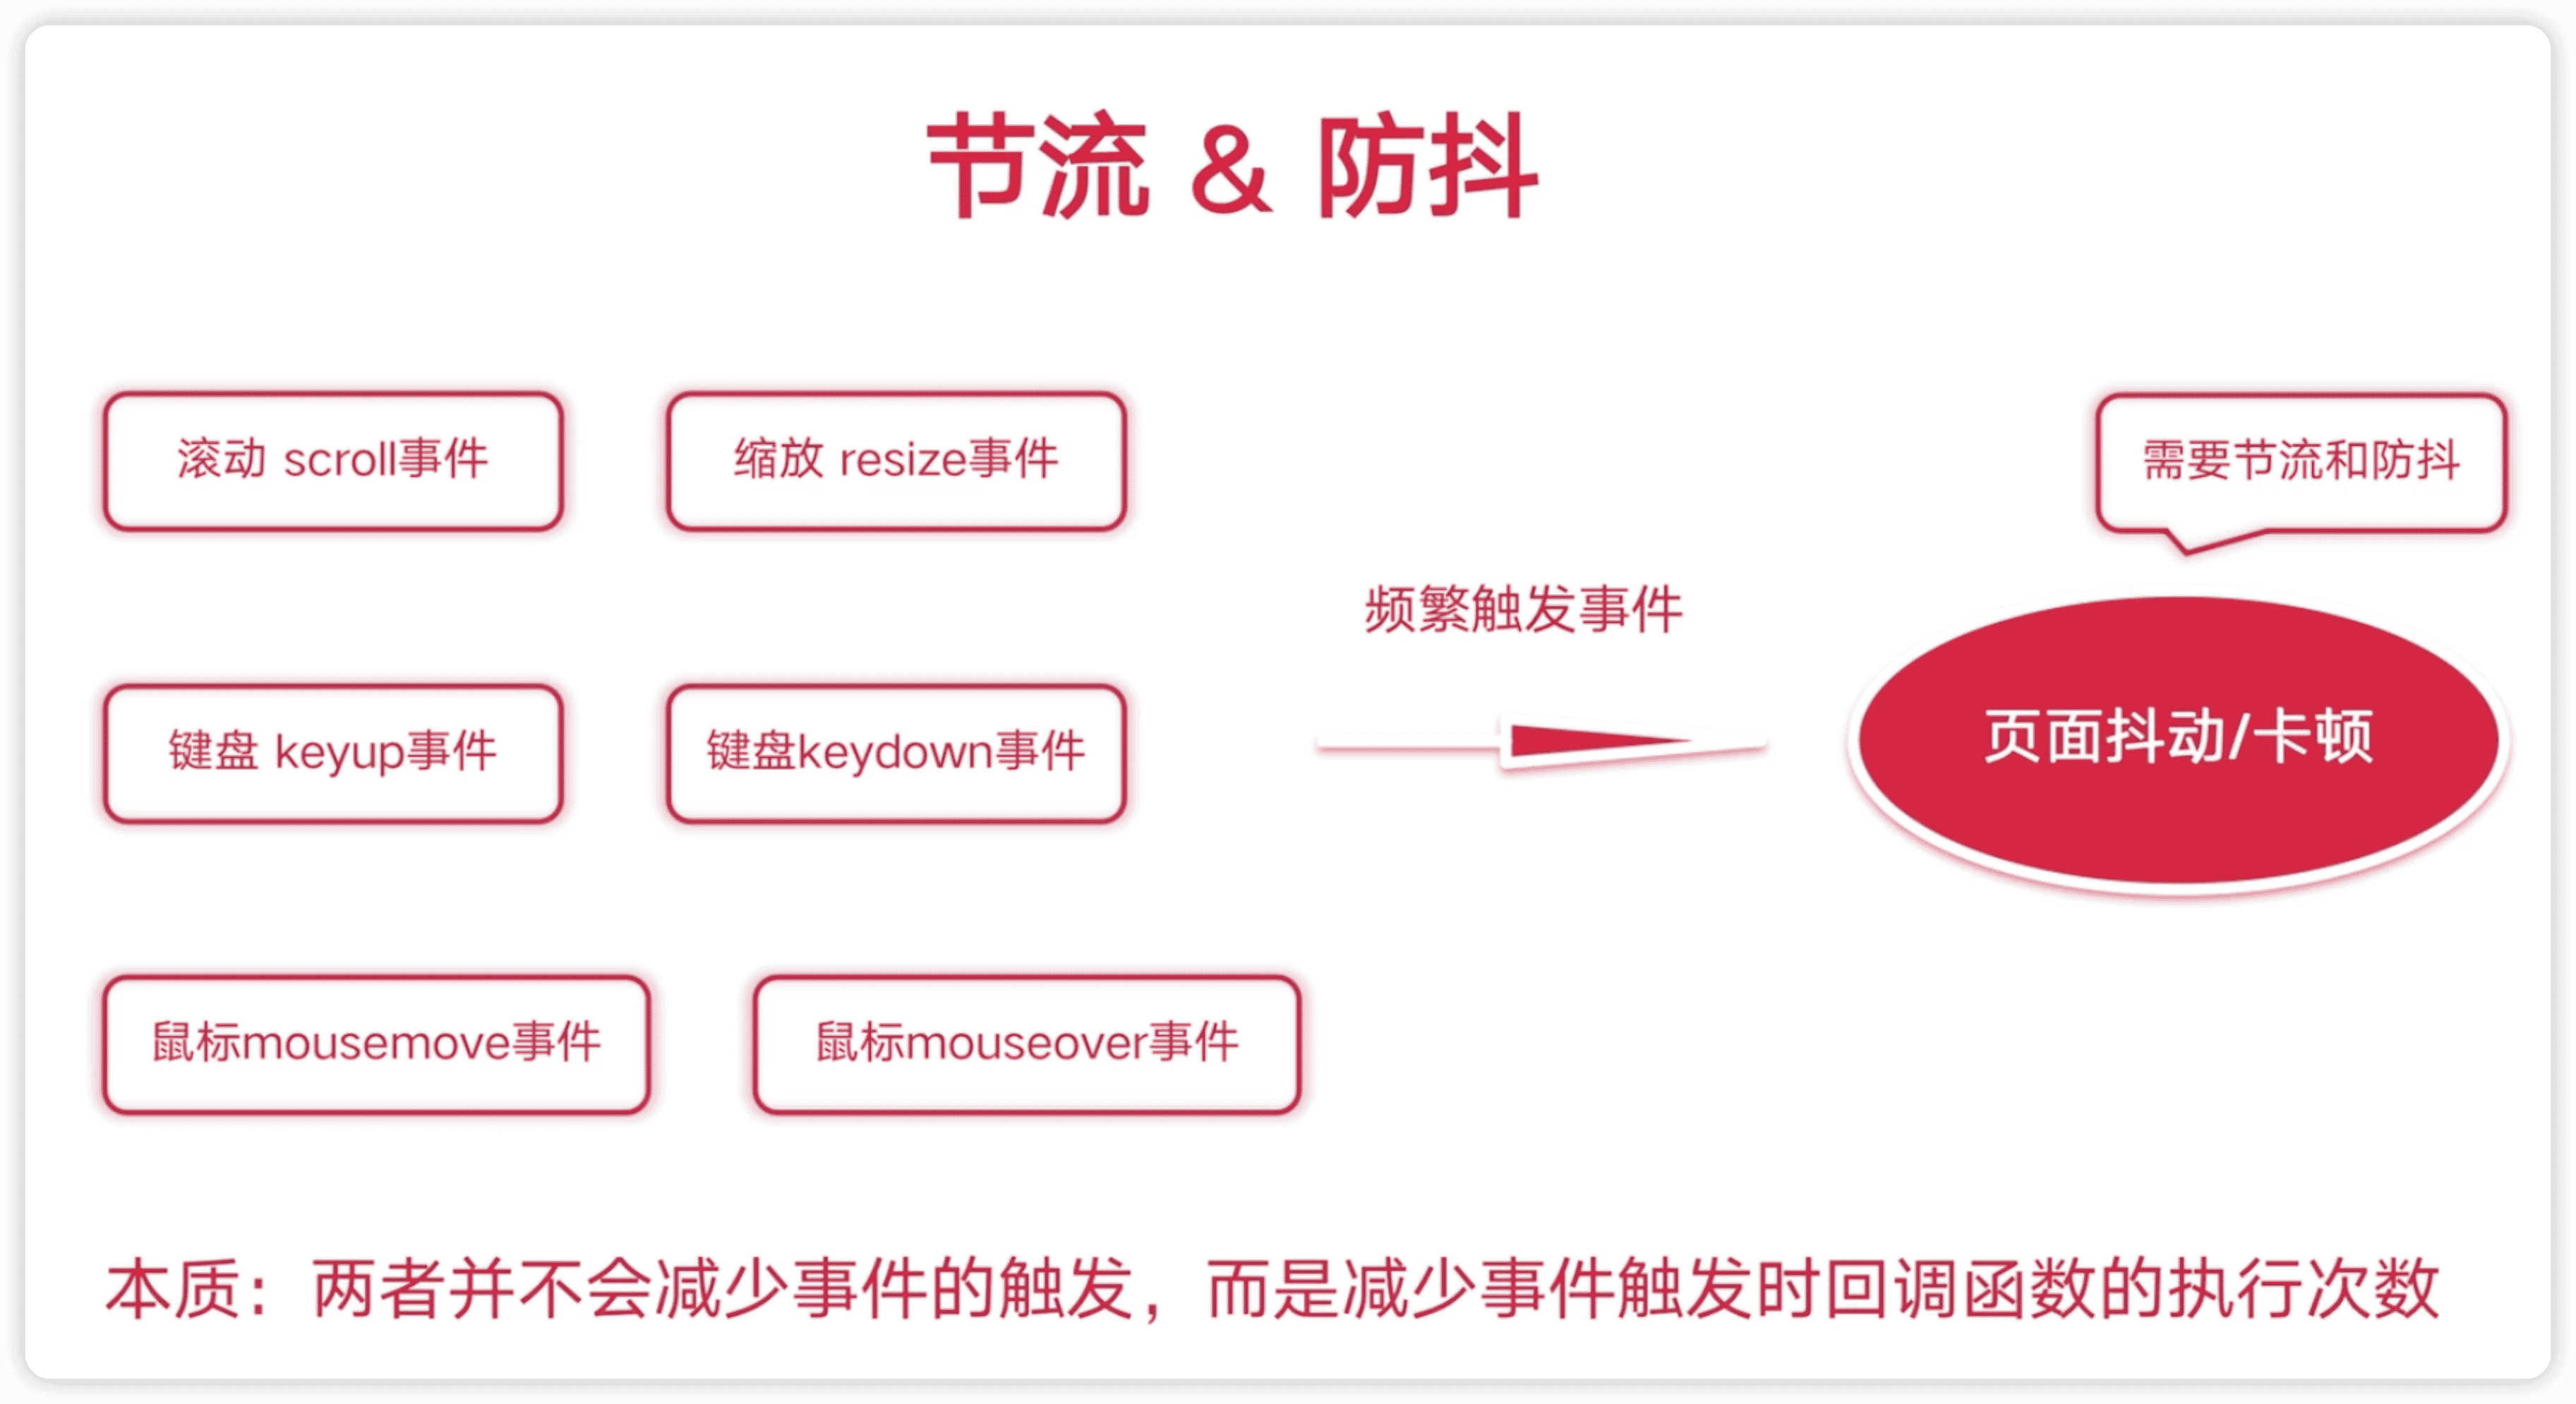 节流 & 防抖
滚动 scroll事件
缩放 resize事件
需要节流和防抖
频繁触发事件
键盘 keyup事件
键盘keydown事件
页面抖动/卡顿
鼠标mousemove事件
鼠标mouseover事件
本质：两者并不会减少事件的触发，而是减少事件触发时回调函数的执行次数